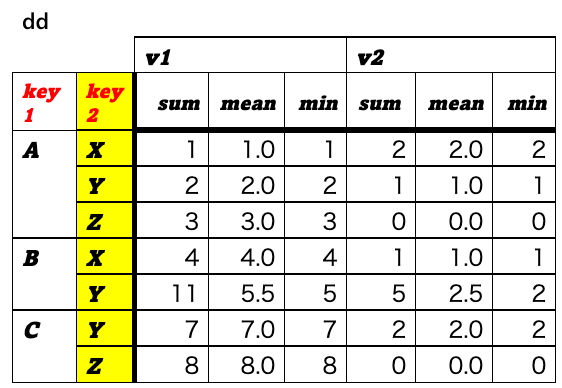 dd
v1 v2
key 1 key 2 sum mean min sum mean min
A X 1 1.0 1 2 2.0 2
Y 2 2.0 2 1 1.0 1
Z 3 3.0 3 0 0.0 0
B X 4 4.0 4 1 1.0 1
Y 11 5.5 5 5 2.5 2
C Y 7 7.0 7 2 2.0 2
Z 8 8.0 8 0 0.0 0